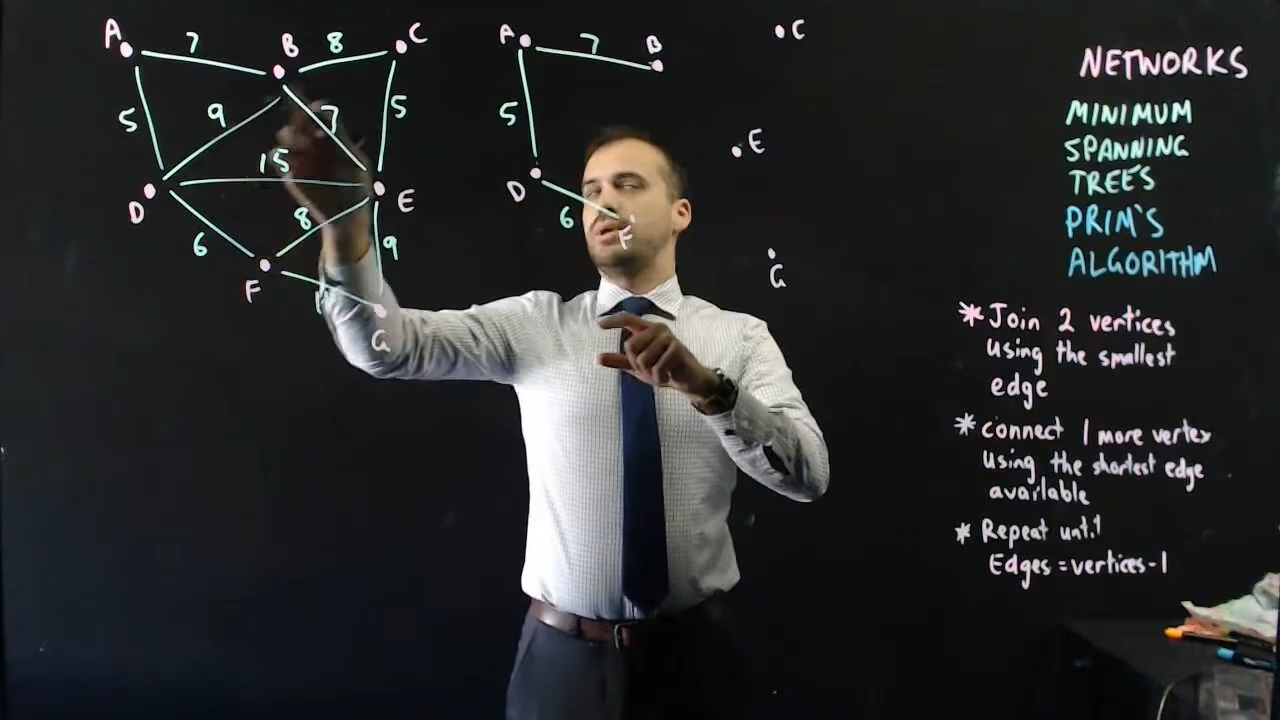 A 7 B 8 C
5 9 7 5
15
D E
6 8 9
F
G
A 7 B C
5 E
D
6 F
G
NETWORKS
MINIMUM
SPANNING
TREES
PRIM'S
ALGORITHM
* Join 2 vertices
using the smallest
edge
* connect 1 more vertex
using the shortest edge
available
* Repeat until
Edges = vertices - 1